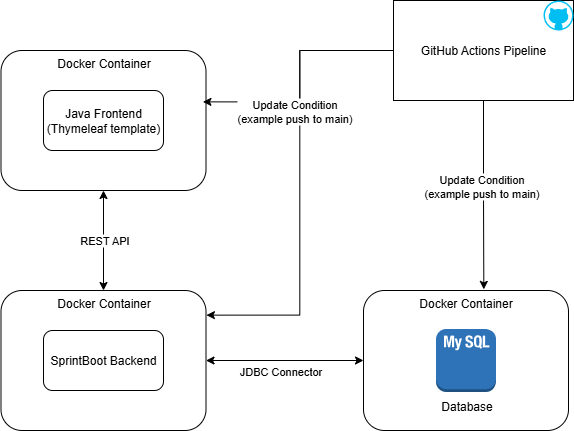 GitHub Actions Pipeline
Docker Container
Java Frontend
(Thymeleaf template)
Update Condition
(example push to main)
Update Condition
(example push to main)
REST API
Docker Container
SprintBoot Backend
JDBC Connector
Docker Container
My SQL
Database